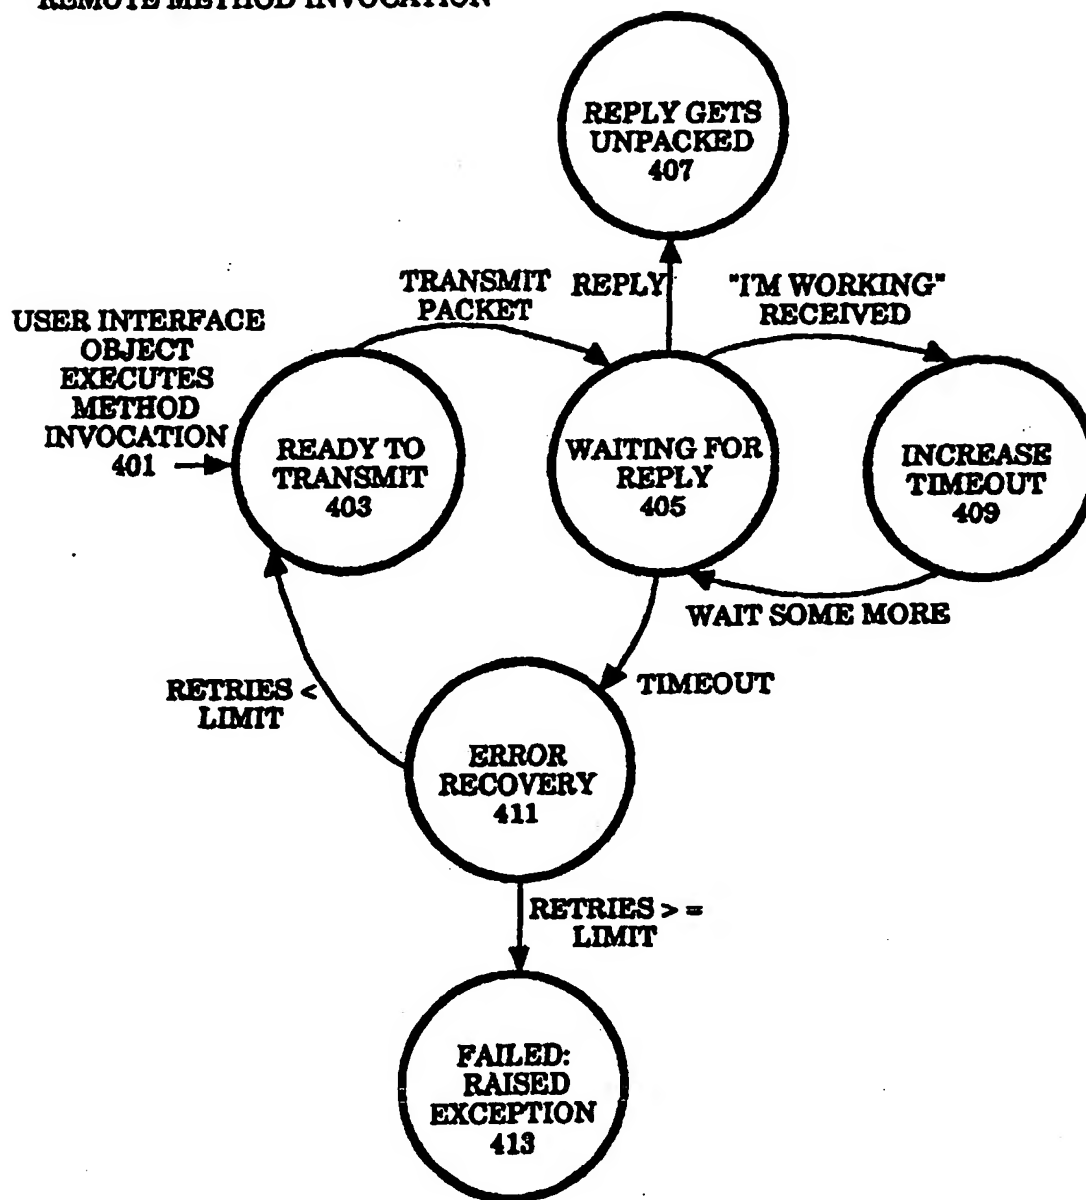 REMOTE METHOD INVOCATION
REPLY GETS
UNPACKED
407
TRANSMIT
PACKET
REPLY
"I'M WORKING"
RECEIVED
USER INTERFACE
OBJECT
EXECUTES
METHOD
INVOCATION
401
READY TO
TRANSMIT
403
WAITING FOR
REPLY
405
INCREASE
TIMEOUT
409
WAIT SOME MORE
RETRIES <
LIMIT
TIMEOUT
ERROR
RECOVERY
411
RETRIES > =
LIMIT
FAILED:
RAISED
EXCEPTION
413